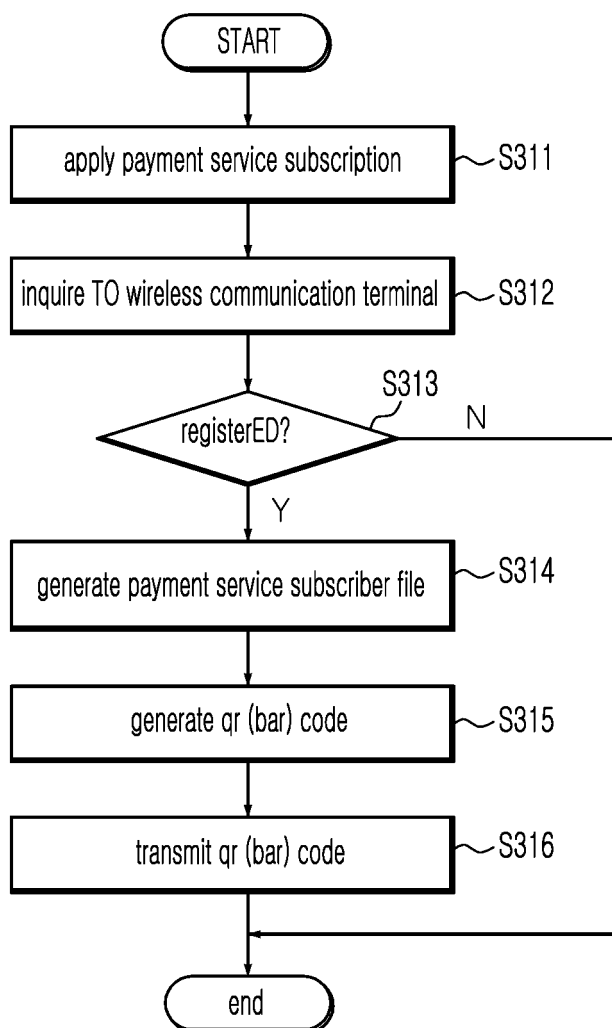 START
apply payment service subscription
S311
inquire TO wireless communication terminal
S312
S313
registerED?
N
Y
generate payment service subscriber file
S314
generate qr (bar) code
S315
transmit qr (bar) code
S316
end